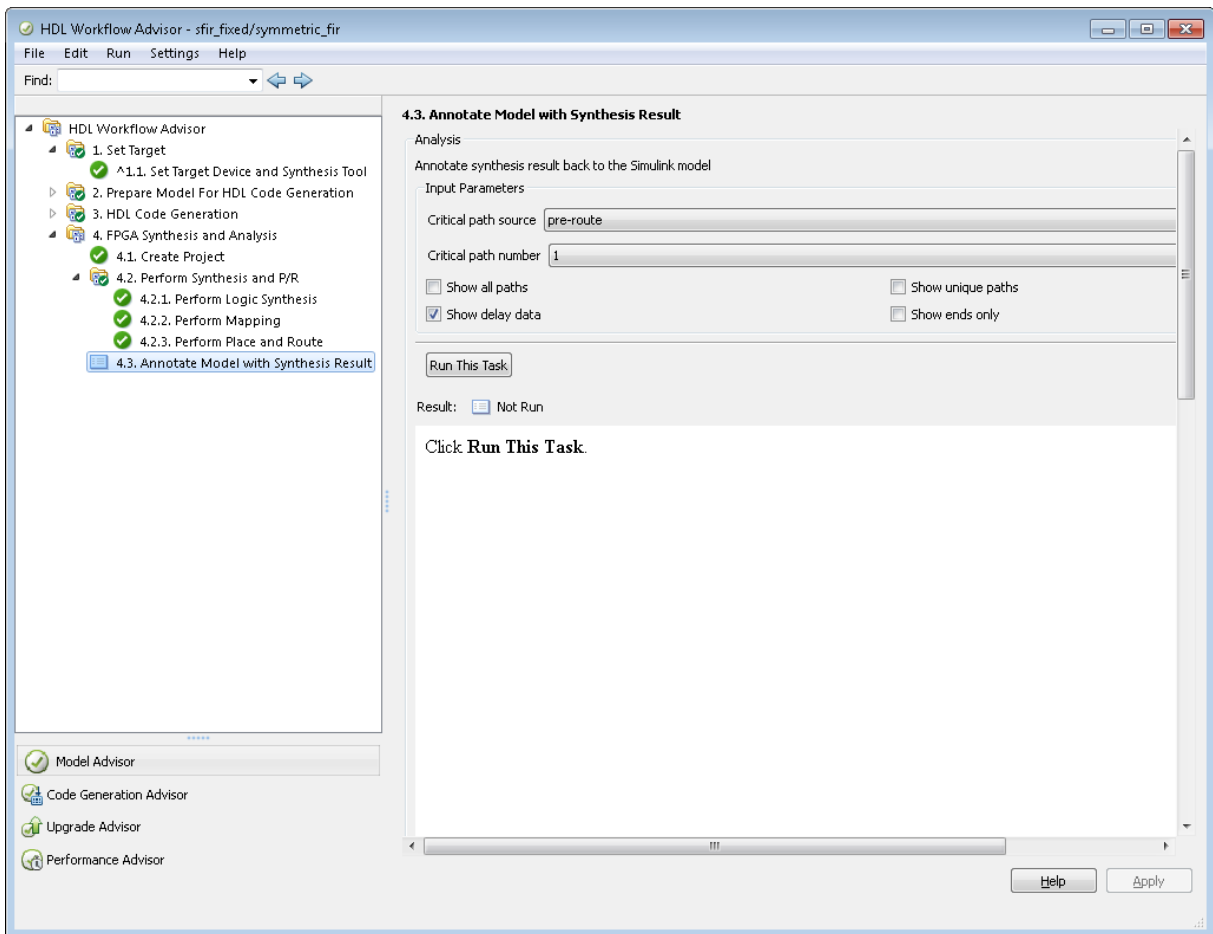 HDL Workflow Advisor - sfir_fixed/symmetric_fir
File Edit Run Settings Help
Find:
HDL Workflow Advisor
1. Set Target
^1.1. Set Target Device and Synthesis Tool
2. Prepare Model For HDL Code Generation
3. HDL Code Generation
4. FPGA Synthesis and Analysis
4.1. Create Project
4.2. Perform Synthesis and P/R
4.2.1. Perform Logic Synthesis
4.2.2. Perform Mapping
4.2.3. Perform Place and Route
4.3. Annotate Model with Synthesis Result
Model Advisor
Code Generation Advisor
Upgrade Advisor
Performance Advisor
4.3. Annotate Model with Synthesis Result
Analysis
Annotate synthesis result back to the Simulink model
Input Parameters
Critical path source pre-route
Critical path number 1
Show all paths Show unique paths
Show delay data Show ends only
Run This Task
Result: Not Run
Click Run This Task.
Help Apply